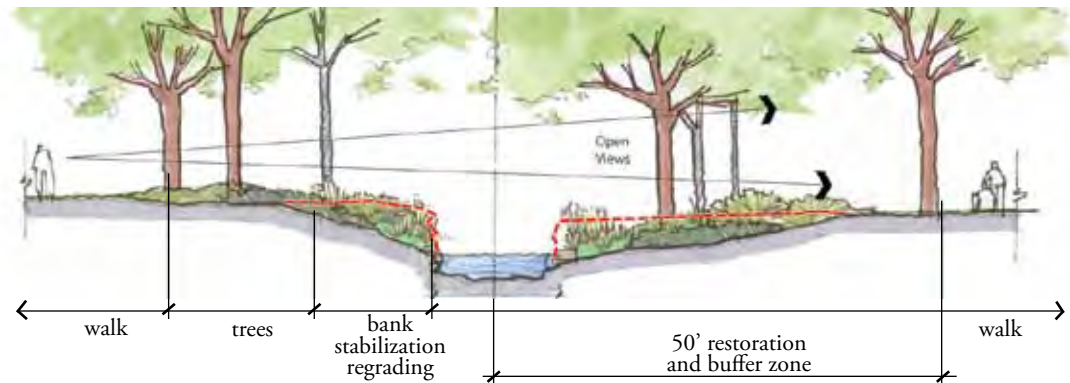 Open
Views
walk
trees
bank
stabilization
regrading
50’ restoration
and buffer zone
walk